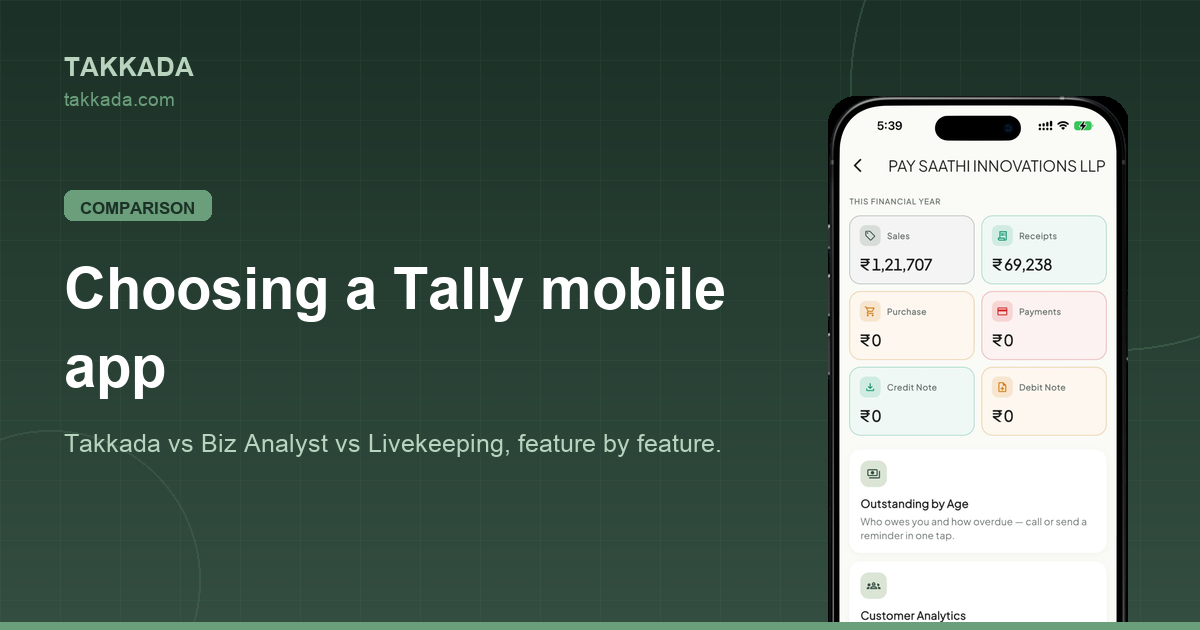 TAKKADA
takkada.com
COMPARISON
Choosing a Tally mobile
app
Takkada vs Biz Analyst vs Livekeeping, feature by feature.
5:39
PAY SAATHI INNOVATIONS LLP
THIS FINANCIAL YEAR
Sales
₹1,21,707
Receipts
₹69,238
Purchase
₹0
Payments
₹0
Credit Note
₹0
Debit Note
₹0
Outstanding by Age
Who owes you and how overdue — call or send a
reminder in one tap.
Customer Analytics